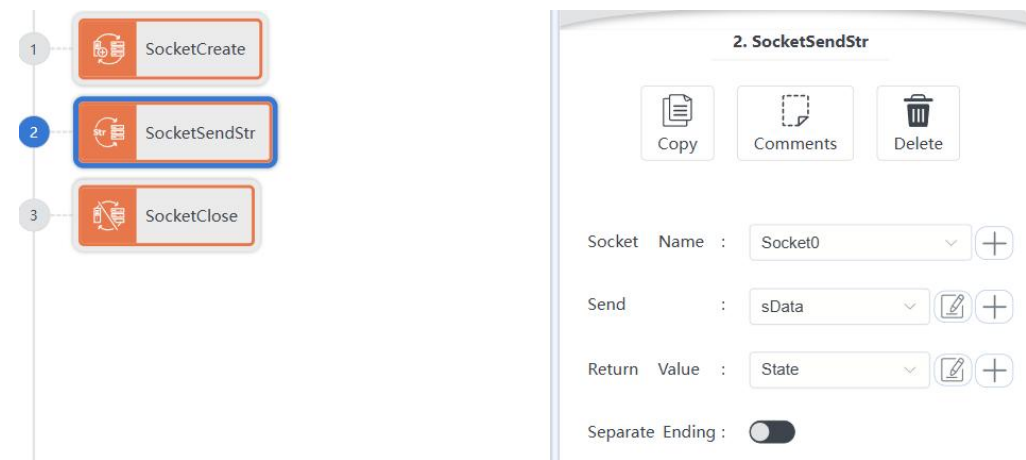 1
SocketCreate
2
Str
SocketSendStr
3
SocketClose
2. SocketSendStr
Copy
Comments
Delete
Socket Name :
Socket0
Send :
sData
Return Value :
State
Separate Ending :